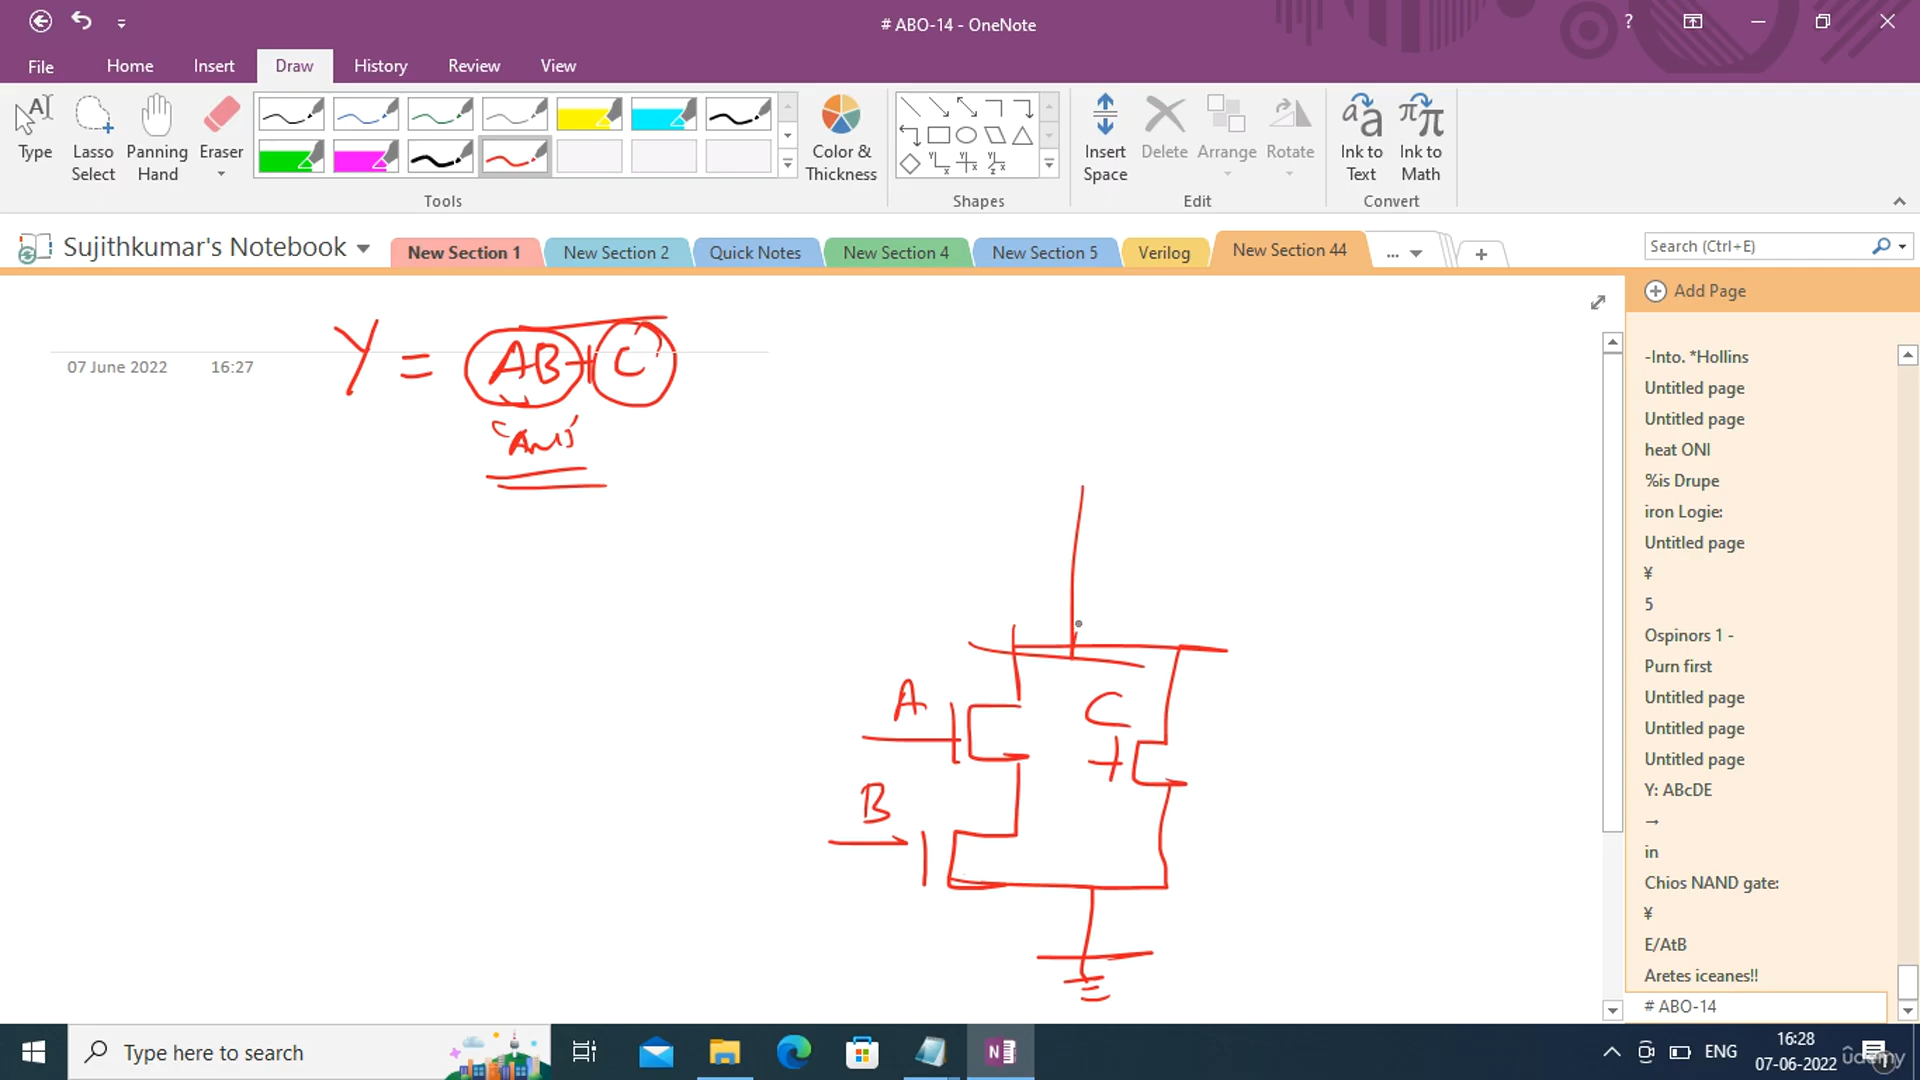 # ABO-14 - OneNote
?
File Home Insert Draw History Review View
Type
Lasso Select
Panning Hand
Eraser
Color & Thickness
Insert Space
Delete
Arrange
Rotate
Ink to Text
Ink to Math
Tools
Shapes
Edit
Convert
Sujithkumar's Notebook
New Section 1
New Section 2
Quick Notes
New Section 4
New Section 5
Verilog
New Section 44
...
Search (Ctrl+E)
Add Page
07 June 2022 16:27
Y = AB + C
A
C
B
-Into. *Hollins
Untitled page
Untitled page
heat ONI
%is Drupe
iron Logie:
Untitled page
¥
5
Ospinors 1 -
Purn first
Untitled page
Untitled page
Untitled page
Y: ABcDE
→
in
Chios NAND gate:
¥
E/AtB
Aretes iceanes!!
# ABO-14
Type here to search
N
ENG
16:28
07-06-2022
1
udemy